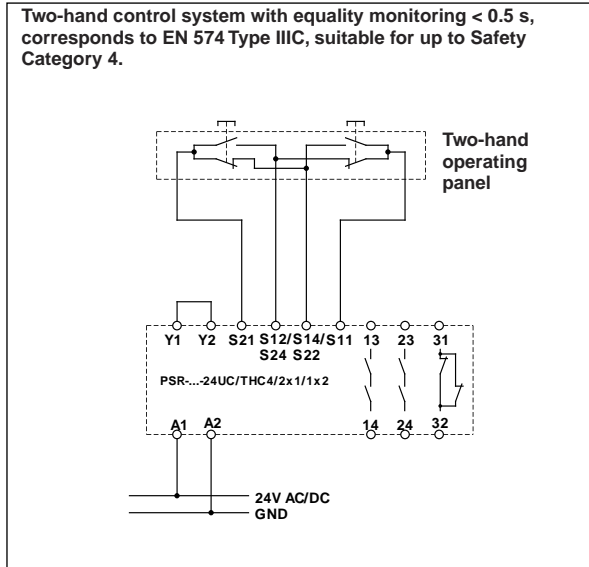 Two-hand control system with equality monitoring < 0.5 s,
corresponds to EN 574 Type IIIC, suitable for up to Safety
Category 4.
Two-hand
operating
panel
Y1 Y2 S21 S12/ S14/ S11 13 23 31
S24 S22
PSR-...-24UC/THC4/2x1/1x2
A1 A2 14 24 32
24V AC/DC
GND